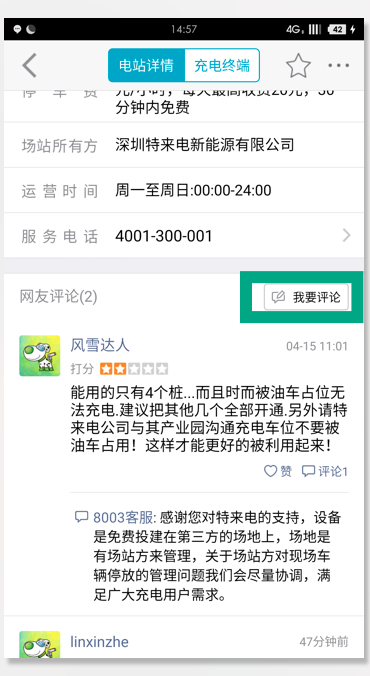 14:57 4G 42
电站详情 充电终端
停车费 元/小时，每天最高收费20元，30
分钟内免费
场站所有方 深圳特来电新能源有限公司
运营时间 周一至周日:00:00-24:00
服务电话 4001-300-001
网友评论(2) 我要评论
风雪达人 04-15 11:01
打分
能用的只有4个桩...而且时而被油车占位无
法充电.建议把其他几个全部开通.另外请特
来电公司与其产业园沟通充电车位不要被
油车占用！这样才能更好的被利用起来！
赞 评论1
8003客服: 感谢您对特来电的支持，设备
是免费投建在第三方的场地上，场地是
有场站方来管理，关于场站方对现场车
辆停放的管理问题我们会尽量协调，满
足广大充电用户需求。
linxinzhe 47分钟前